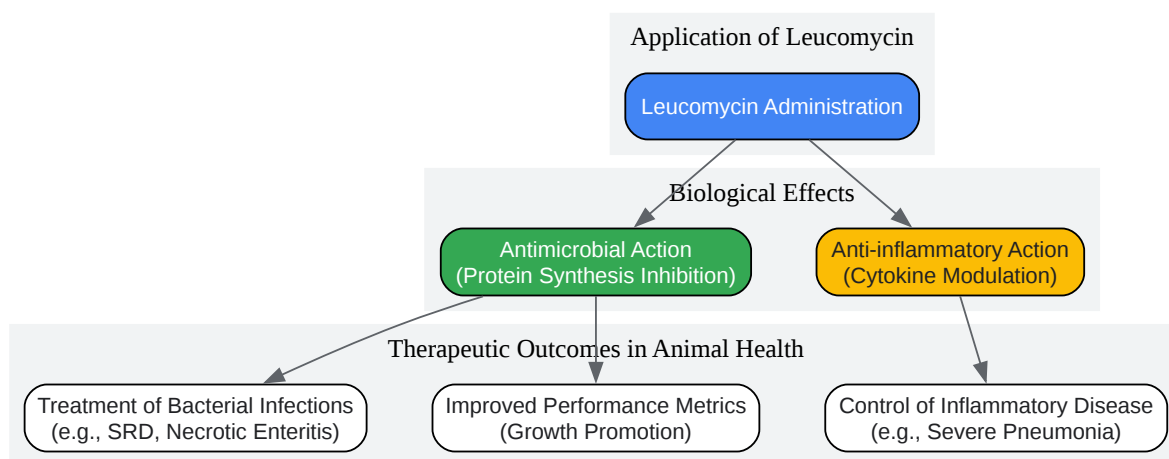 Application of Leucomycin
Leucomycin Administration
Biological Effects
Antimicrobial Action
(Protein Synthesis Inhibition)
Anti-inflammatory Action
(Cytokine Modulation)
Therapeutic Outcomes in Animal Health
Treatment of Bacterial Infections
(e.g., SRD, Necrotic Enteritis)
Improved Performance Metrics
(Growth Promotion)
Control of Inflammatory Disease
(e.g., Severe Pneumonia)